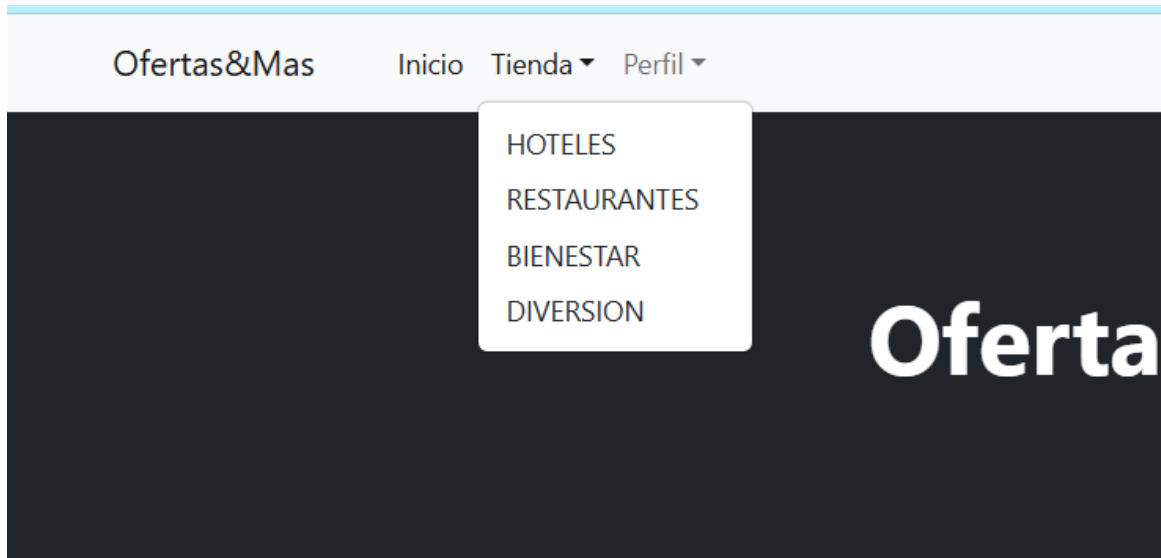 Ofertas&Mas Inicio Tienda Perfil
HOTELES
RESTAURANTES
BIENESTAR
DIVERSION
Oferta